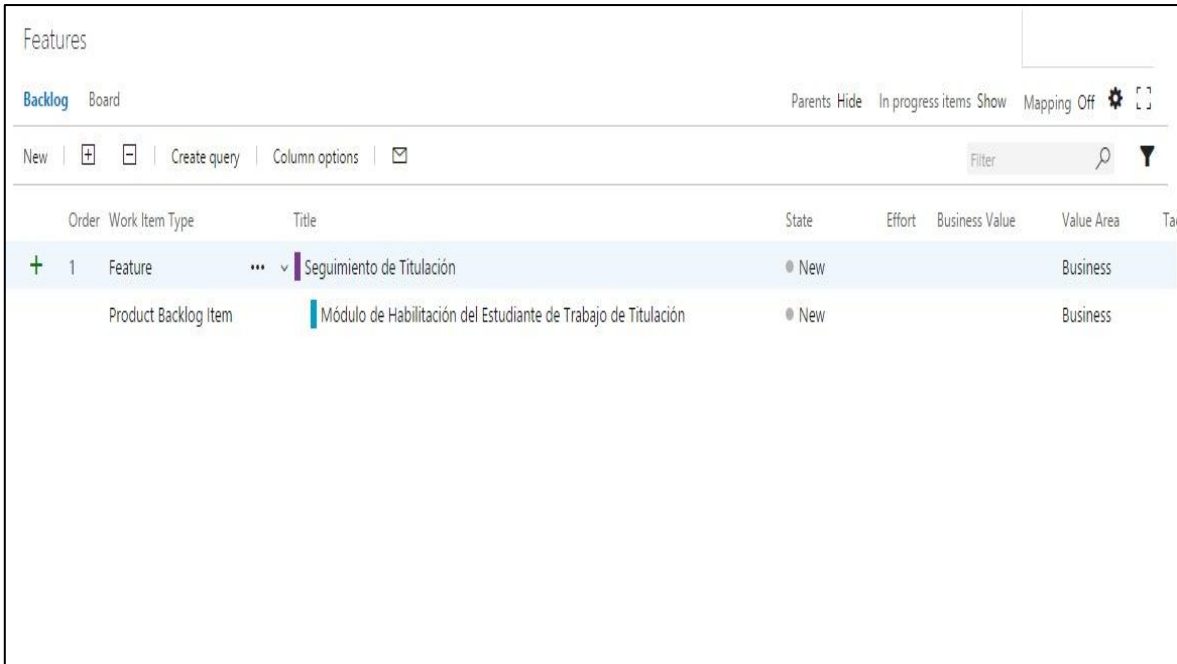 Features
Backlog Board Parents Hide In progress items Show Mapping Off
New Create query Column options Filter
Order Work Item Type Title State Effort Business Value Value Area Ta
1 Feature ... Seguimiento de Titulación New Business
Product Backlog Item Módulo de Habilitación del Estudiante de Trabajo de Titulación New Business